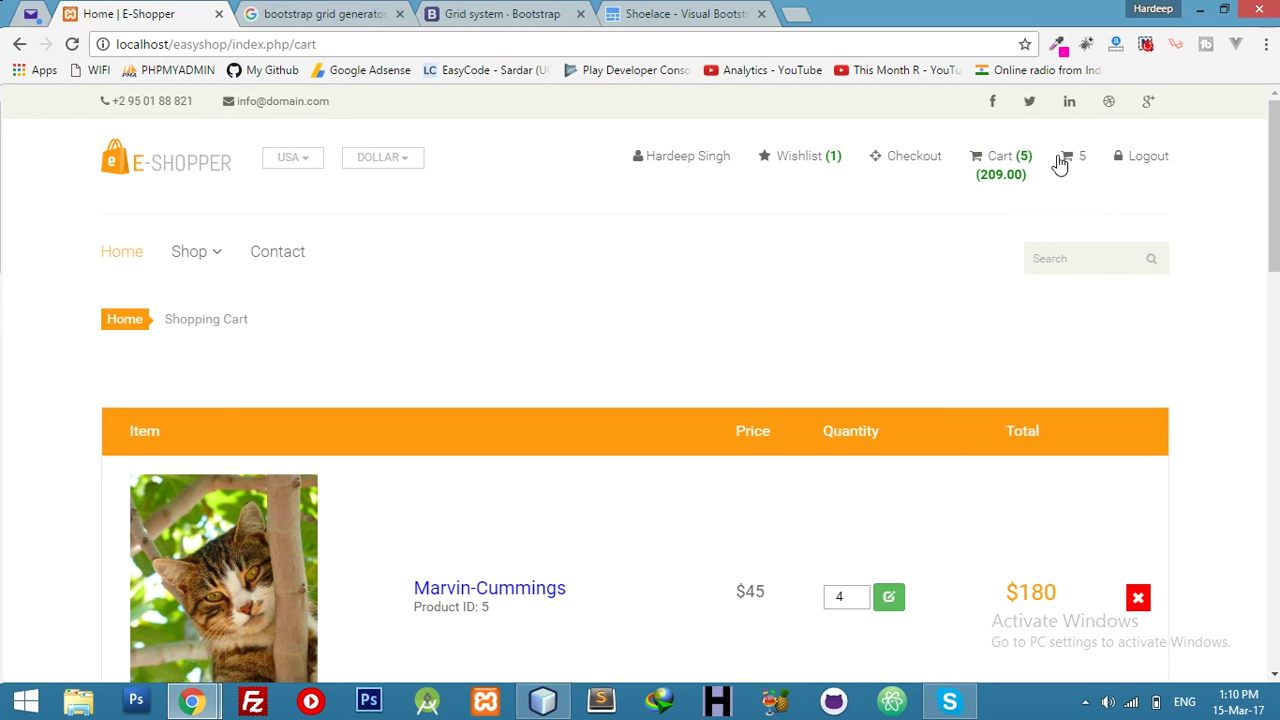 Home | E-Shopper
bootstrap grid generator
Grid system · Bootstrap
Shoelace - Visual Bootst
Hardeep
localhost/easyshop/index.php/cart
Apps
WIFI
PHPMYADMIN
My Github
Google Adsense
EasyCode - Sardar (U
Play Developer Conso
Analytics - YouTube
This Month R - YouTu
Online radio from Ind
+2 95 01 88 821
info@domain.com
E-SHOPPER
USA
DOLLAR
Hardeep Singh
Wishlist (1)
Checkout
Cart (5)
(209.00)
5
Logout
Home
Shop
Contact
Search
Home
Shopping Cart
Item
Price
Quantity
Total
Marvin-Cummings
Product ID: 5
$45
4
$180
Activate Windows
Go to PC settings to activate Windows.
ENG
1:10 PM
15-Mar-17